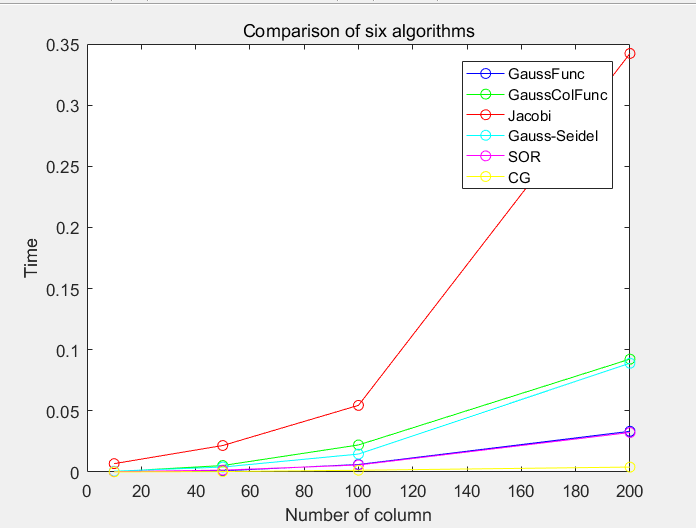 Comparison of six algorithms
0.35
0.3
0.25
0.2
0.15
0.1
0.05
0
Time
GaussFunc
GaussColFunc
Jacobi
Gauss-Seidel
SOR
CG
0 20 40 60 80 100 120 140 160 180 200
Number of column